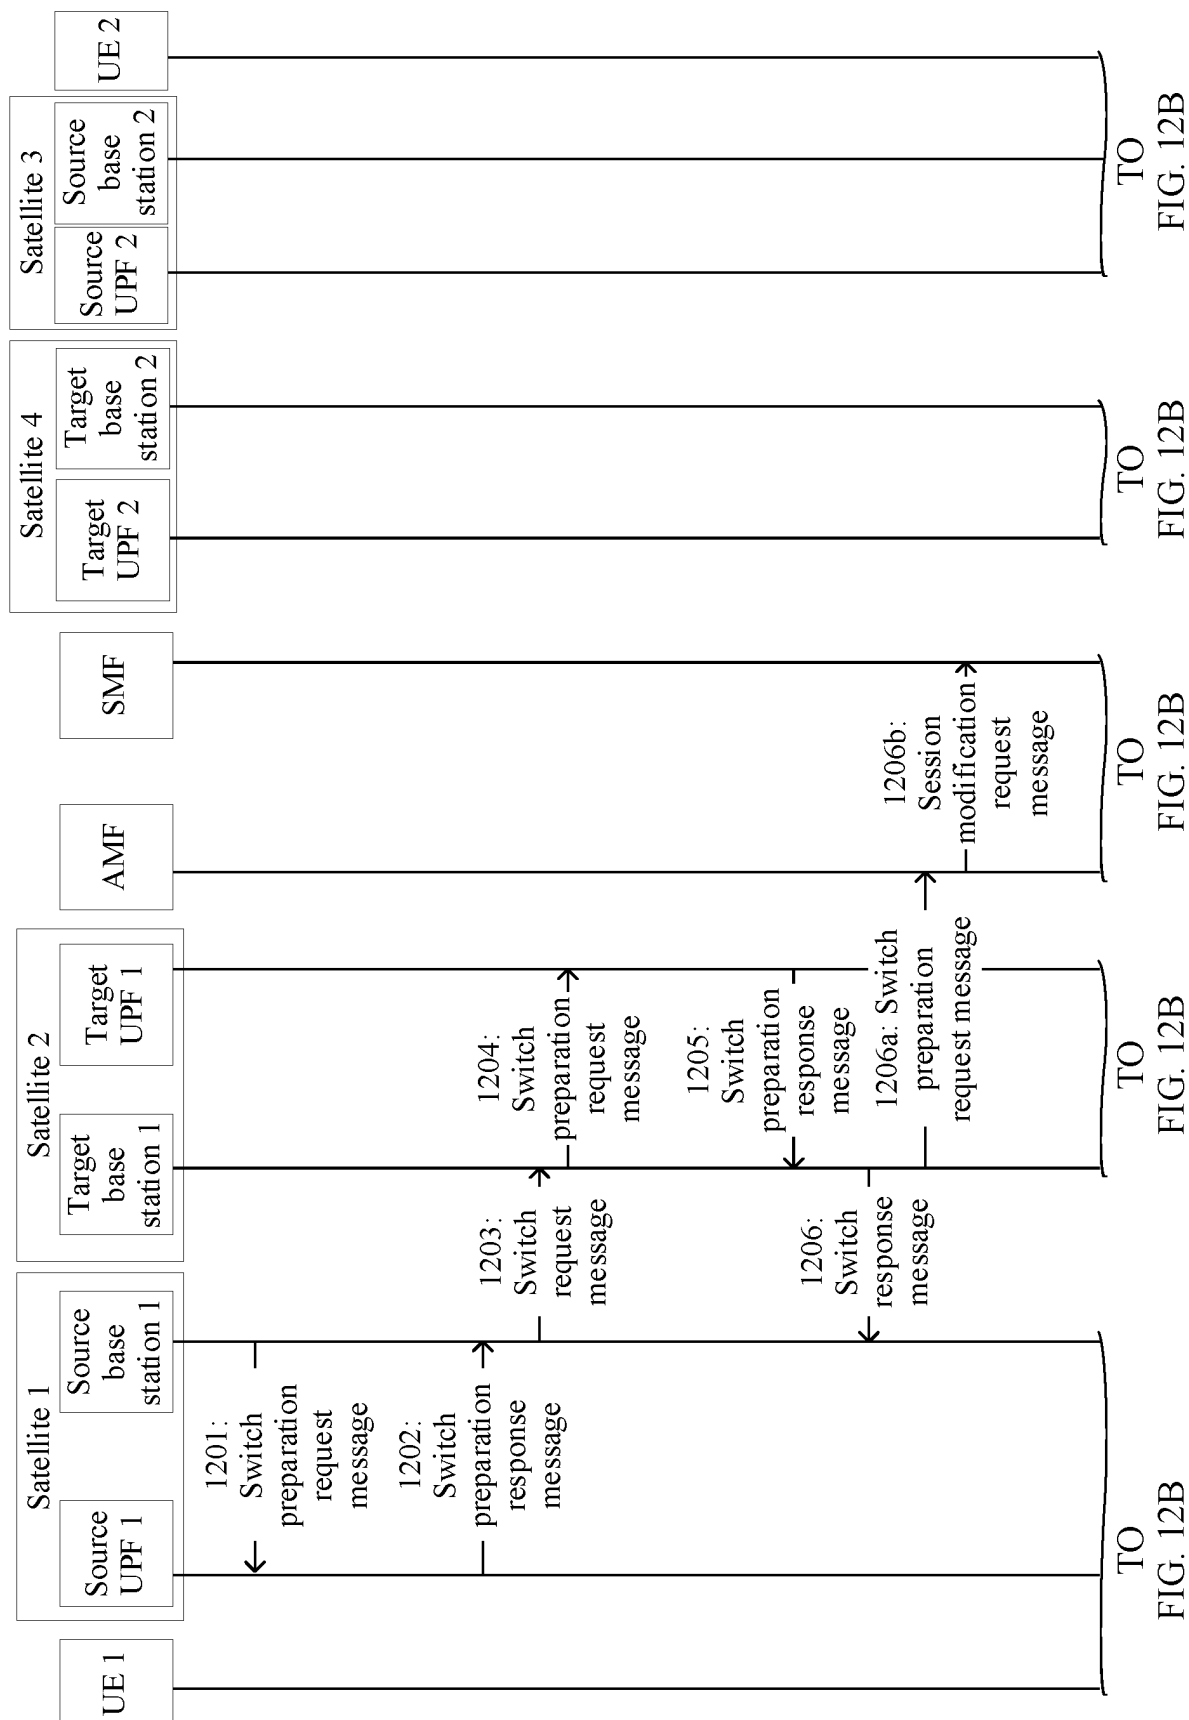 Satellite 1
Satellite 2
Satellite 4
Satellite 3
UE 1
Source
UPF 1
Source
base
station 1
Target
base
station 1
Target
UPF 1
AMF
SMF
Target
UPF 2
Target
base
station 2
Source
UPF 2
Source
base
station 2
UE 2
1201:
Switch
preparation
request
message
1202:
Switch
preparation
response
message
1203:
Switch
request
message
1204:
Switch
preparation
request
message
1205:
Switch
preparation
response
message
1206:
Switch
response
message
1206a: Switch
preparation
request message
1206b:
Session
modification
request
message
TO
FIG. 12B
TO
FIG. 12B
TO
FIG. 12B
TO
FIG. 12B
TO
FIG. 12B